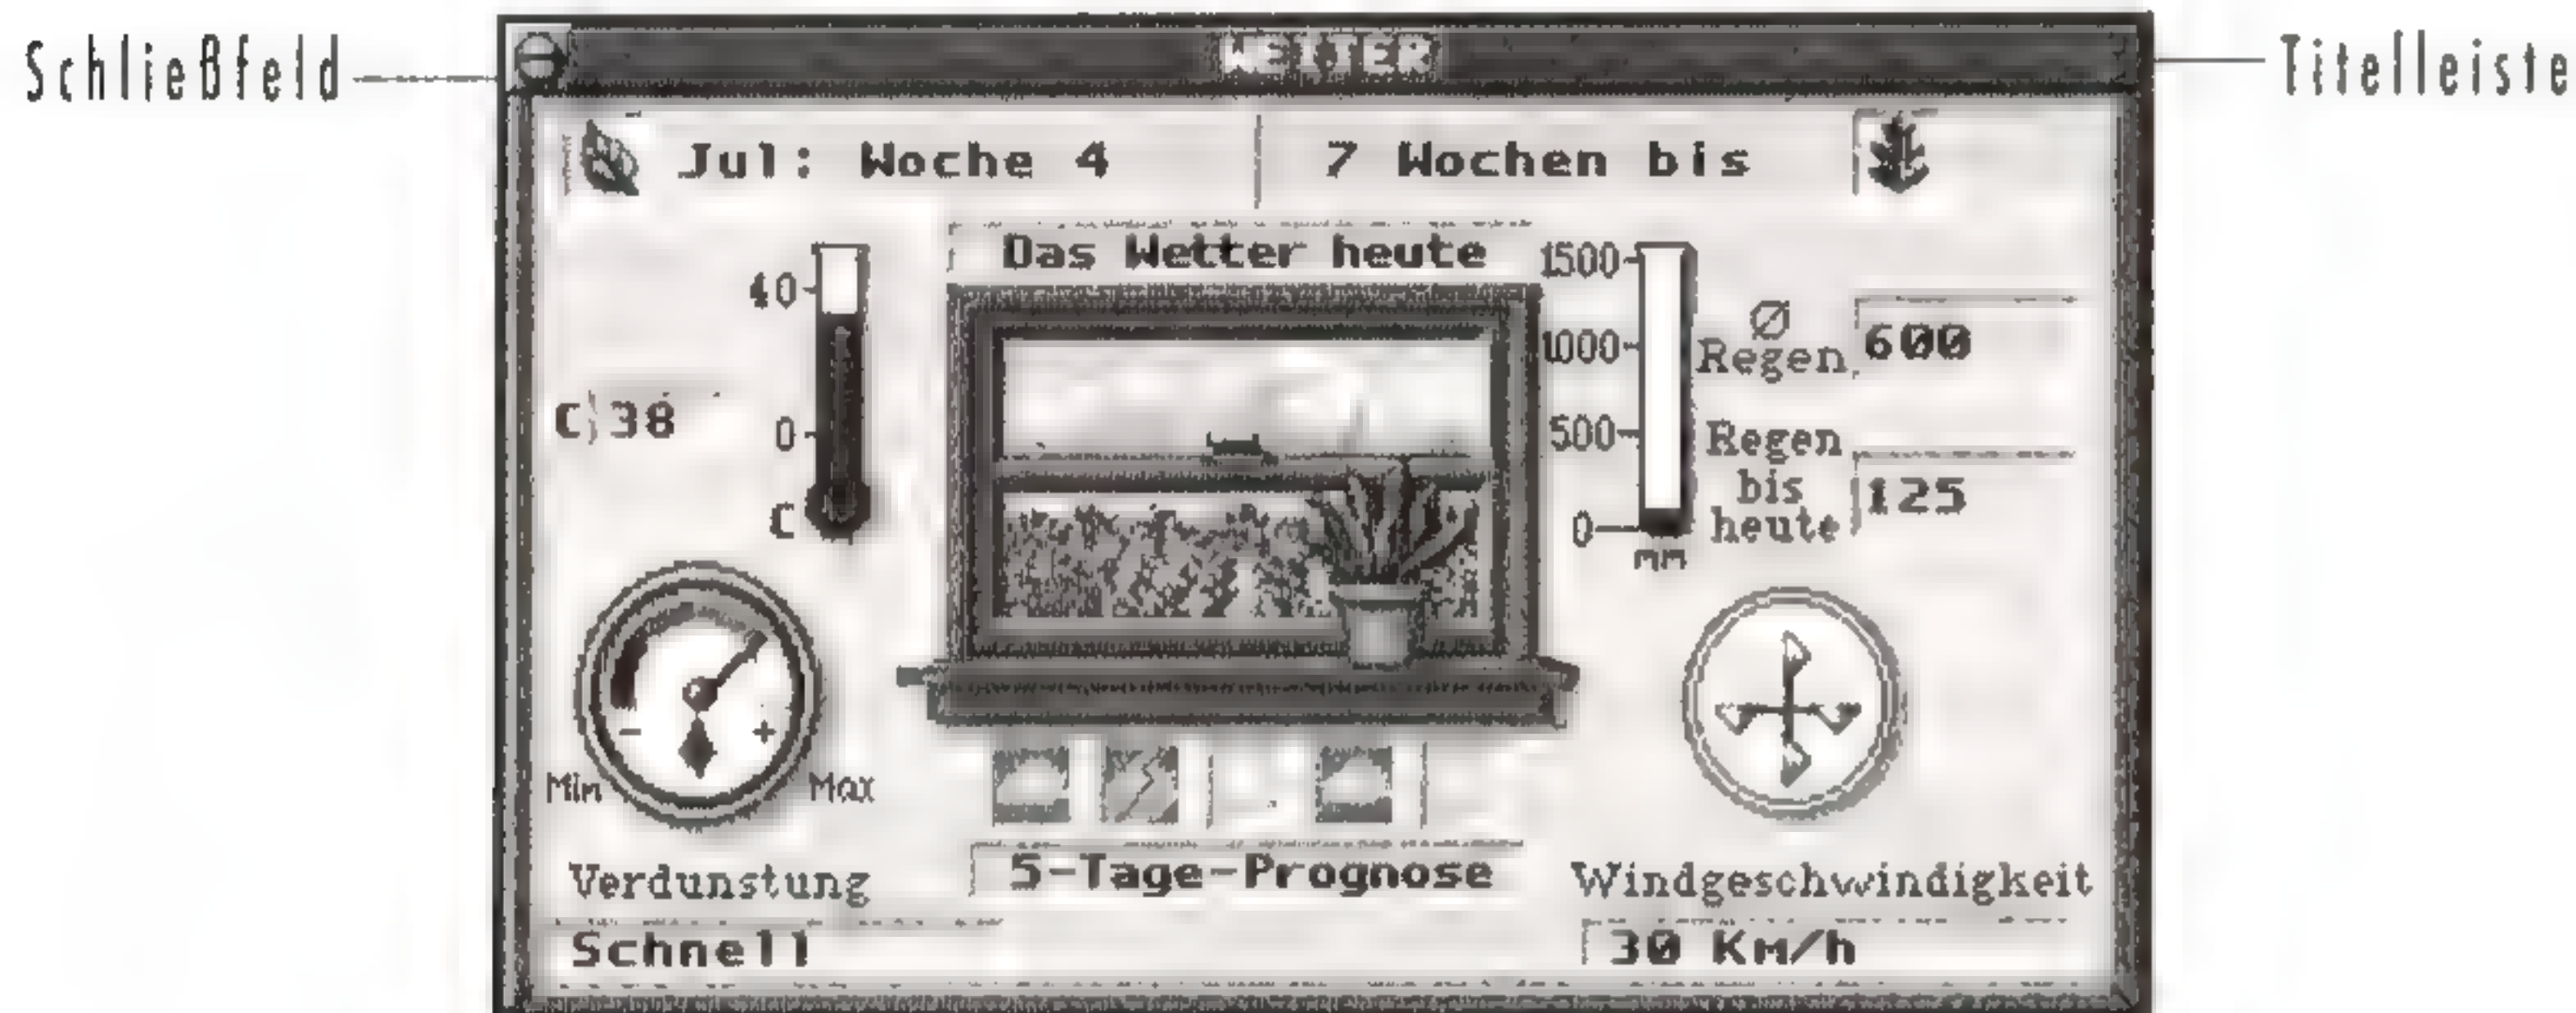 Schließfeld
WETTER
Titelleiste
Jul: Woche 4
7 Wochen bis
Das Wetter heute
40
0
C
C 38
1500
1000
500
0
mm
Ø
Regen
600
Regen
bis
heute
125
- +
Min Max
Verdunstung
Schnell
5-Tage-Prognose
Windgeschwindigkeit
30 Km/h